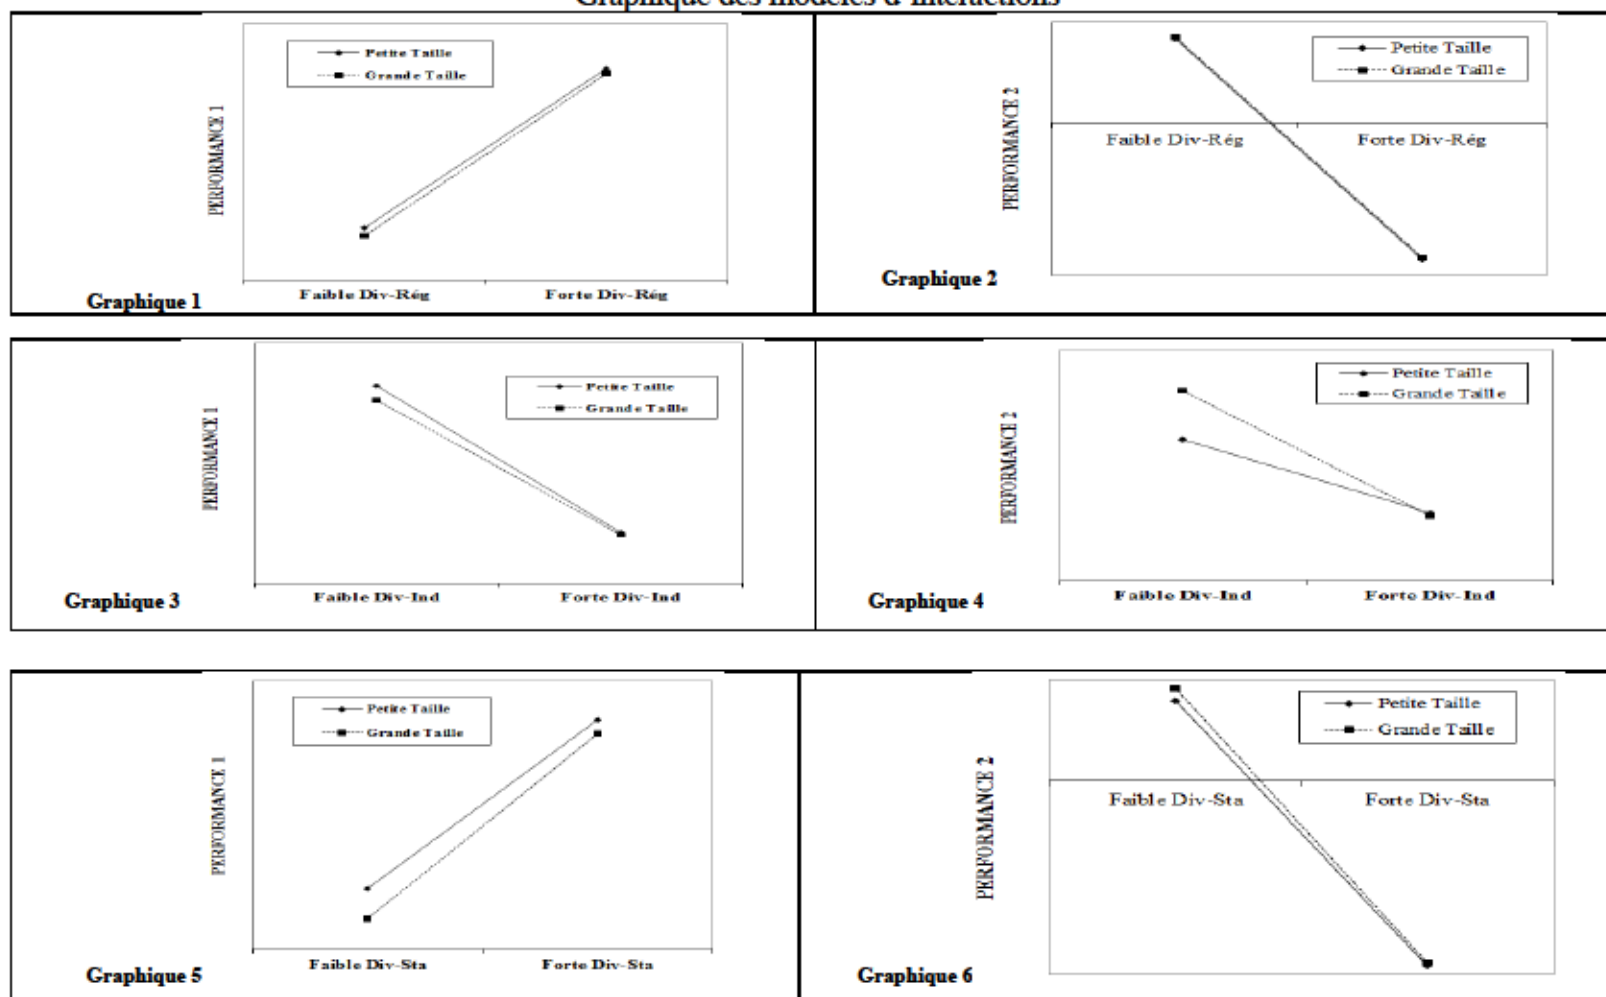 Graphique des modèles d'interactions
PERFORMANCE 1
Petite Taille
Grande Taille
Faible Div-Rég
Forte Div-Rég
Graphique 1
PERFORMANCE 2
Petite Taille
Grande Taille
Faible Div-Rég
Forte Div-Rég
Graphique 2
PERFORMANCE 1
Petite Taille
Grande Taille
Faible Div-Ind
Forte Div-Ind
Graphique 3
PERFORMANCE 2
Petite Taille
Grande Taille
Faible Div-Ind
Forte Div-Ind
Graphique 4
PERFORMANCE 1
Petite Taille
Grande Taille
Faible Div-Sta
Forte Div-Sta
Graphique 5
PERFORMANCE 2
Petite Taille
Grande Taille
Faible Div-Sta
Forte Div-Sta
Graphique 6